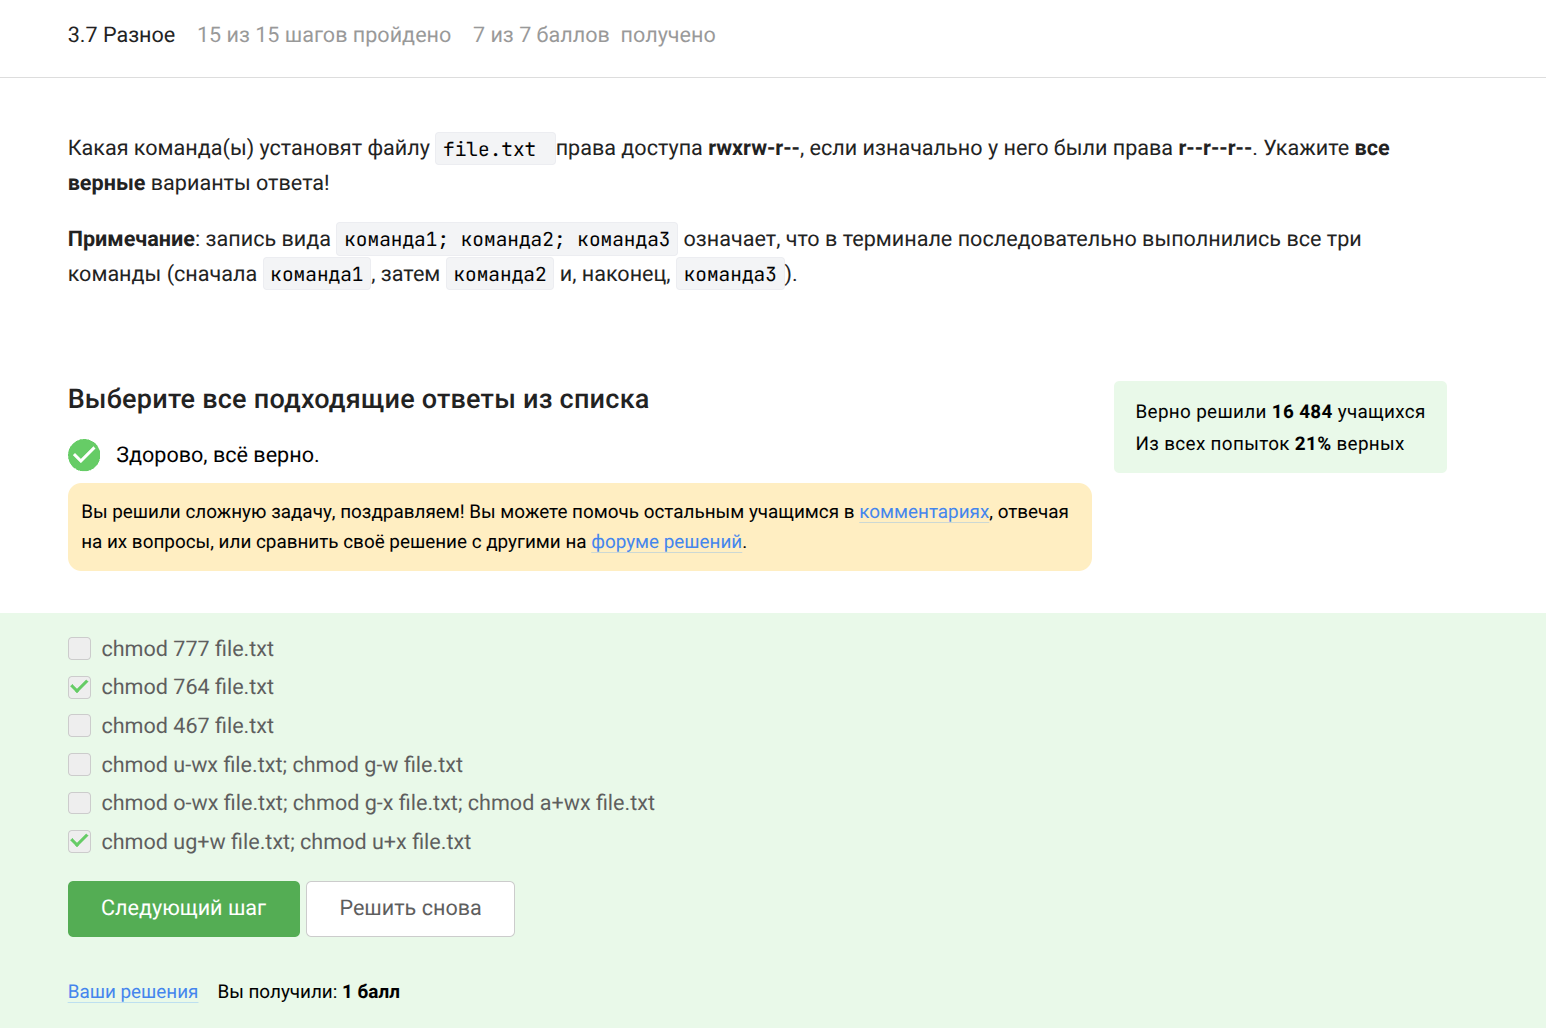 3.7 Разное 15 из 15 шагов пройдено 7 из 7 баллов получено
Какая команда(ы) установят файлу file.txt права доступа rwxrw-r--, если изначально у него были права r--r--r--. Укажите все
верные варианты ответа!
Примечание: запись вида команда1; команда2; команда3 означает, что в терминале последовательно выполнились все три
команды (сначала команда1, затем команда2 и, наконец, команда3).
Выберите все подходящие ответы из списка
Верно решили 16 484 учащихся
Из всех попыток 21% верных
Здорово, всё верно.
Вы решили сложную задачу, поздравляем! Вы можете помочь остальным учащимся в комментариях, отвечая
на их вопросы, или сравнить своё решение с другими на форуме решений.
chmod 777 file.txt
chmod 764 file.txt
chmod 467 file.txt
chmod u-wx file.txt; chmod g-w file.txt
chmod o-wx file.txt; chmod g-x file.txt; chmod a+wx file.txt
chmod ug+w file.txt; chmod u+x file.txt
Следующий шаг Решить снова
Ваши решения Вы получили: 1 балл